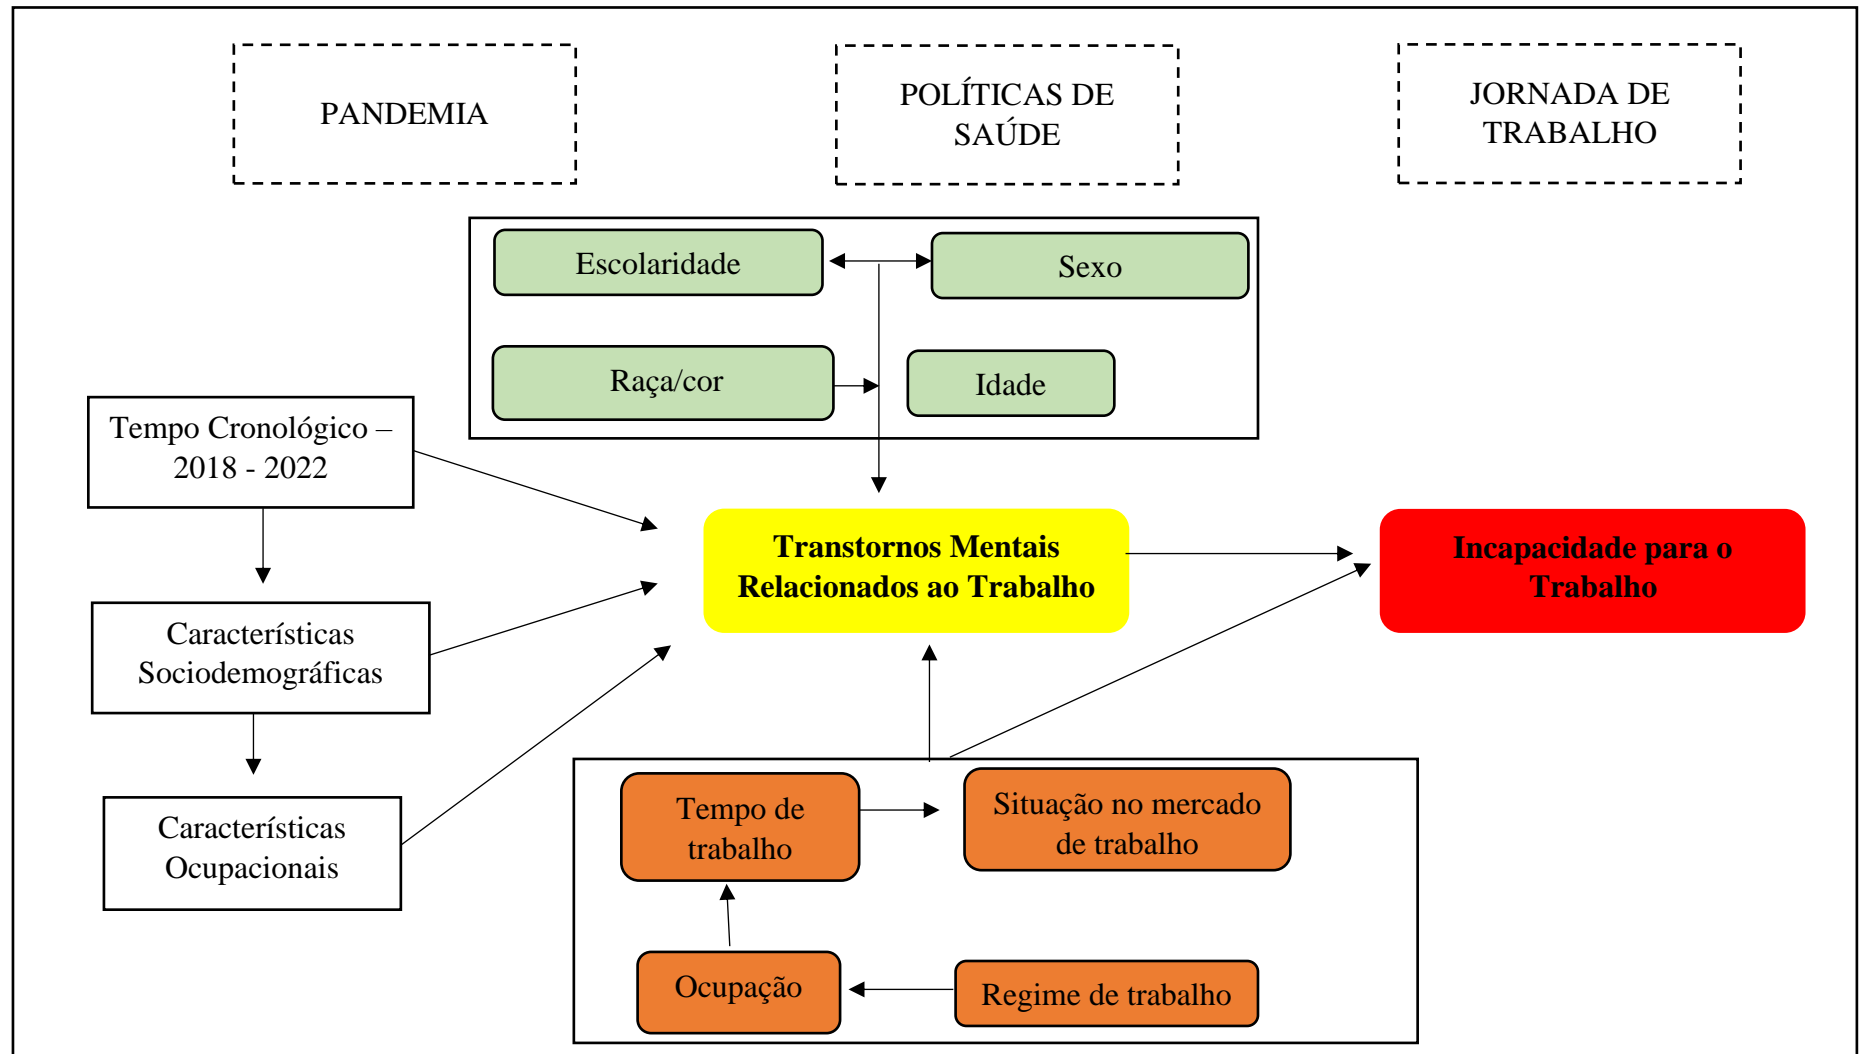 PANDEMIA
POLÍTICAS DE
SAÚDE
JORNADA DE
TRABALHO
Escolaridade
Sexo
Raça/cor
Idade
Tempo Cronológico –
2018 - 2022
Transtornos Mentais
Relacionados ao Trabalho
Incapacidade para o
Trabalho
Características
Sociodemográficas
Características
Ocupacionais
Tempo de
trabalho
Situação no mercado
de trabalho
Ocupação
Regime de trabalho